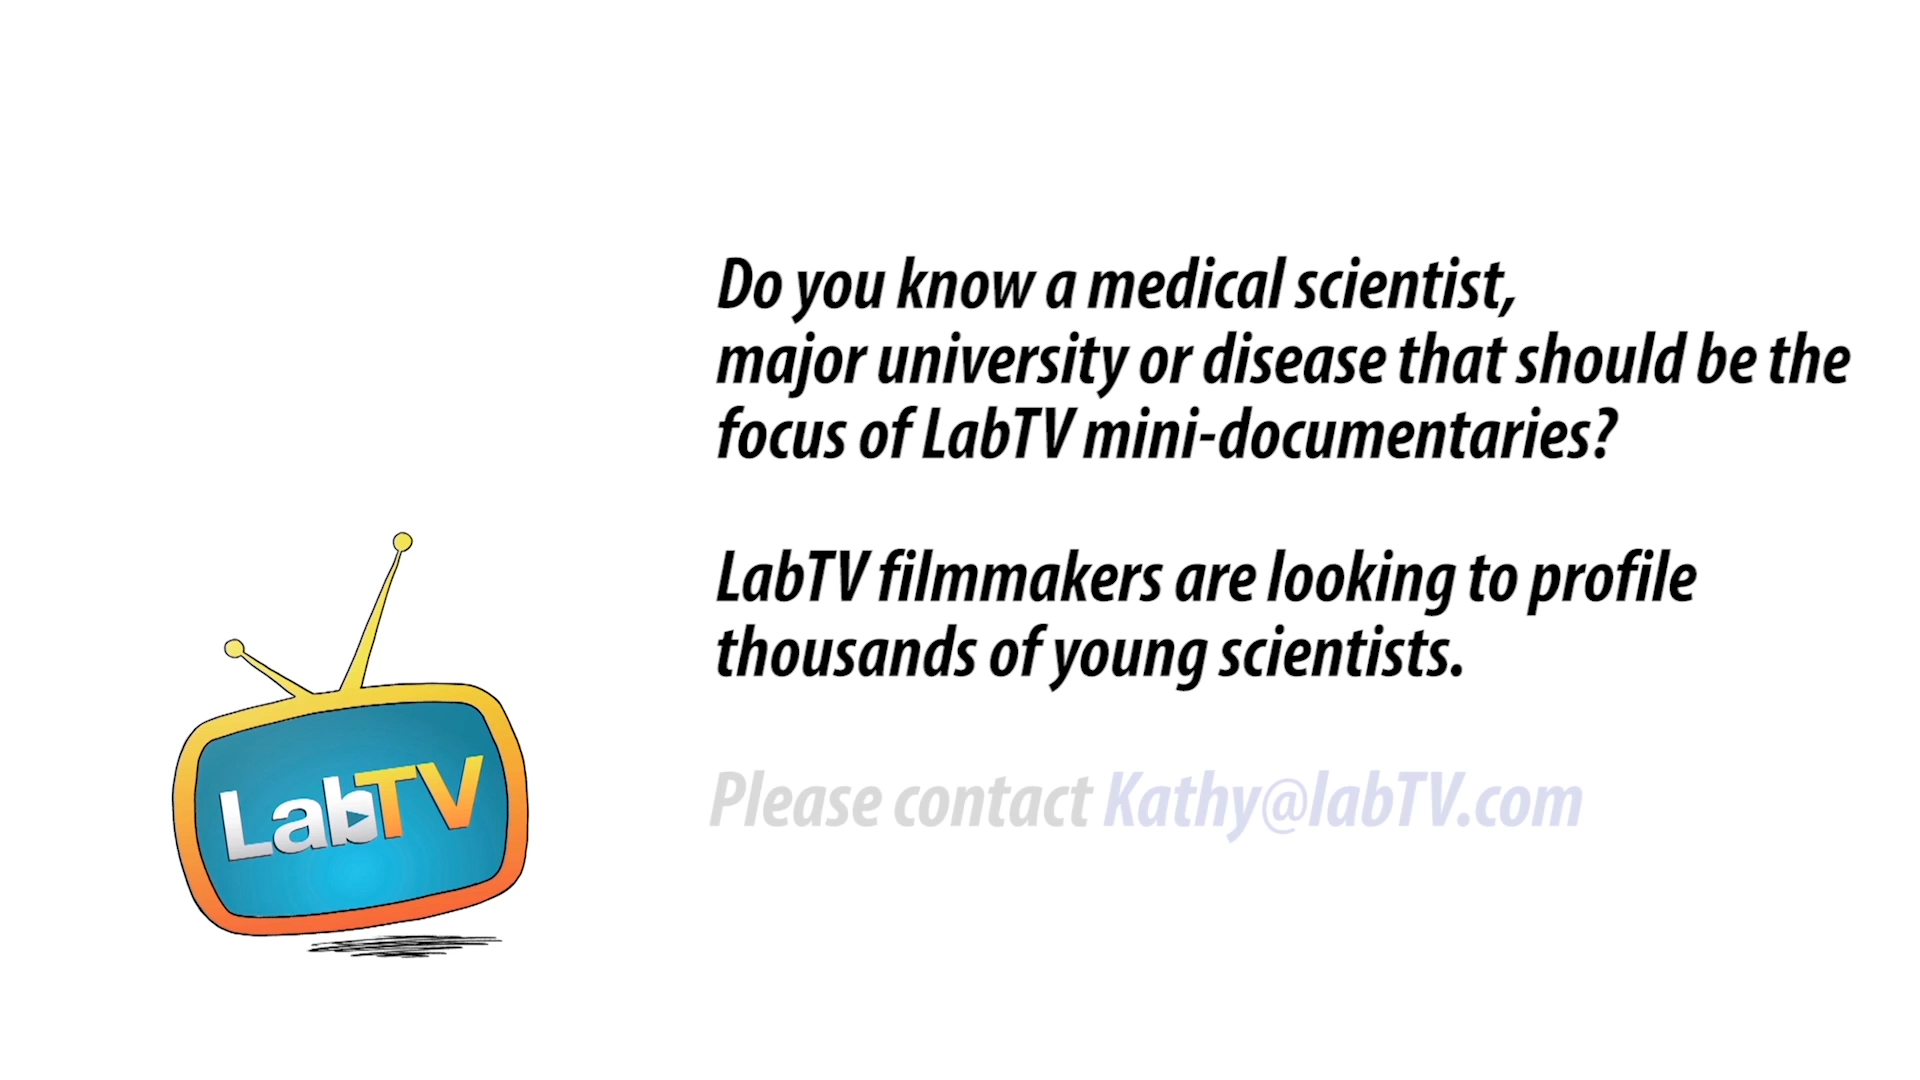 Do you know a medical scientist,
major university or disease that should be the
focus of LabTV mini-documentaries?
LabTV filmmakers are looking to profile
thousands of young scientists.
LabTV
Please contact Kathy@labTV.com